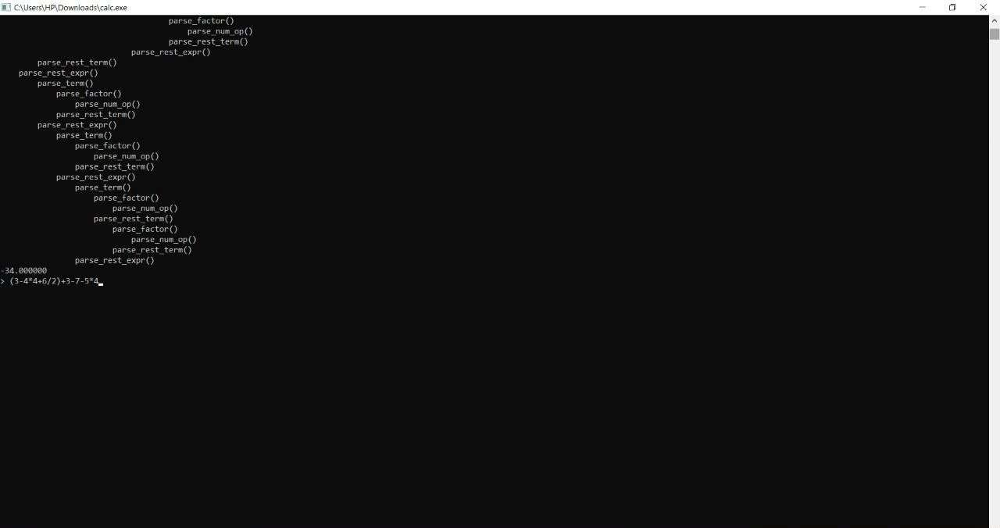 C:\Users\HP\Downloads\calc.exe
parse_factor()
parse_num_op()
parse_rest_term()
parse_rest_expr()
parse_rest_term()
parse_rest_expr()
parse_term()
parse_factor()
parse_num_op()
parse_rest_term()
parse_rest_expr()
parse_term()
parse_factor()
parse_num_op()
parse_rest_term()
parse_rest_expr()
parse_term()
parse_factor()
parse_num_op()
parse_rest_term()
parse_factor()
parse_num_op()
parse_rest_term()
parse_rest_expr()
-34.000000
> (3-4*4+6/2)+3-7-5*4